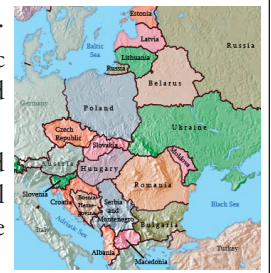 Estonia
Latvia
Baltic
Sea
Russia
Lithuania
Russia
Belarus
Germany
Poland
Ukraine
Czech
Republic
Slovakia
Moldova
Austria
Hungary
Romania
Slovenia
Croatia
Bosnia
Herze-
govina
Serbia
and
Montenegro
Black Sea
Adriatic Sea
Italy
Bulgaria
Albania
Macedonia
Turkey
c
d
d
l
e